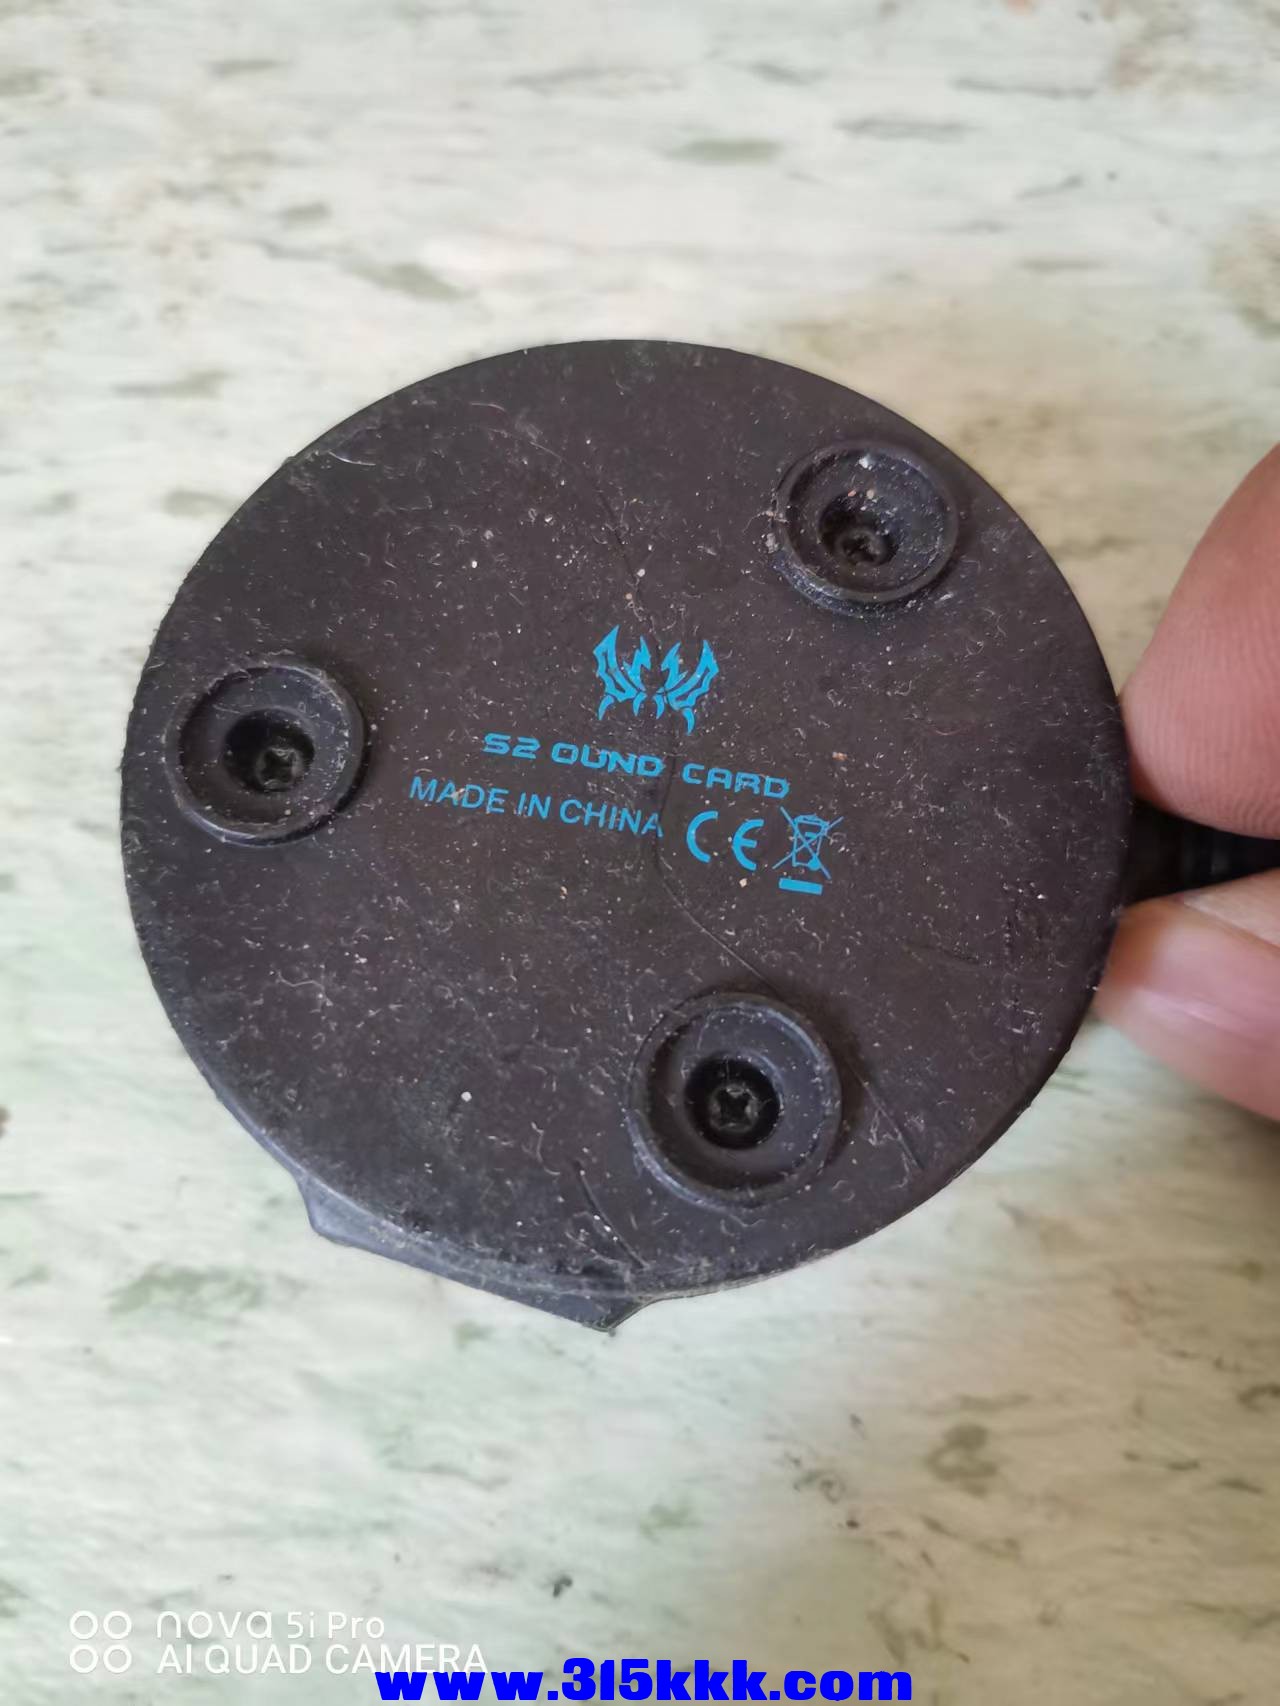 S2 OUND CARD
MADE IN CHINA CE
nova 5i Pro
AI QUAD CAMERA
www.315kkk.com